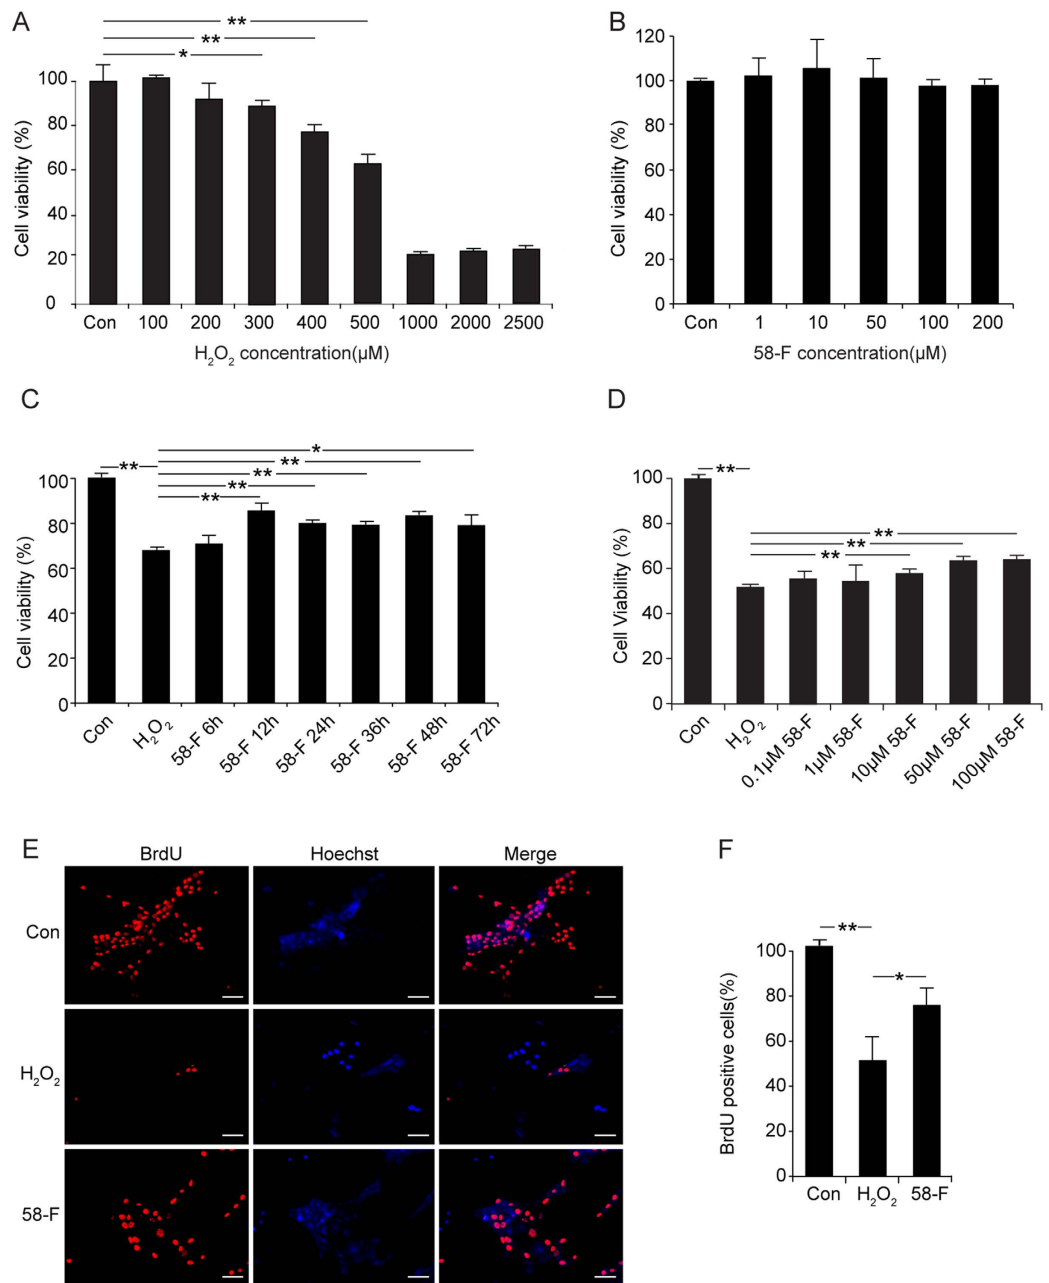 A
**
**
*
Cell viability (%)
100
80
60
40
20
0
Con 100 200 300 400 500 1000 2000 2500
H₂O₂ concentration(µM)
B
Cell viability (%)
120
100
80
60
40
20
0
Con 1 10 50 100 200
58-F concentration(µM)
C
*
**
**
**
**
**
Cell viability (%)
100
80
60
40
20
0
Con
H₂O₂
58-F 6h
58-F 12h
58-F 24h
58-F 36h
58-F 48h
58-F 72h
D
**
**
**
**
Cell Viability (%)
100
80
60
40
20
0
Con
H₂O₂
0.1µM 58-F
1µM 58-F
10µM 58-F
50µM 58-F
100µM 58-F
E
BrdU Hoechst Merge
Con
H₂O₂
58-F
F
**
*
BrdU positive cells(%)
100
80
60
40
20
0
Con H₂O₂ 58-F